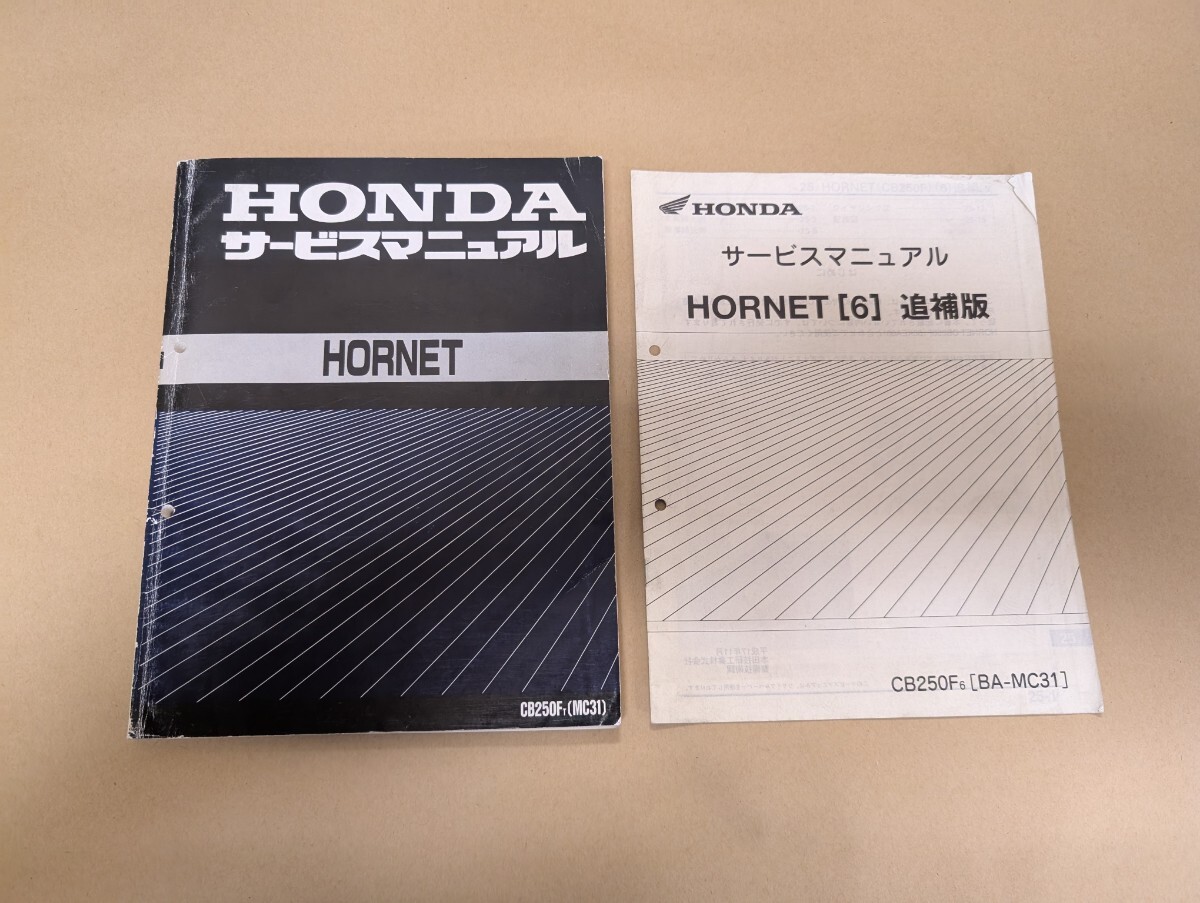 HONDA
サービスマニュアル
HORNET
CB250FT (MC31)
HONDA
サービスマニュアル
HORNET [6] 追補版
CB250F6 [BA-MC31]